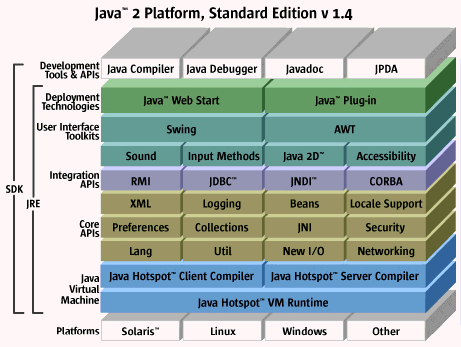 Java™ 2 Platform, Standard Edition v 1.4
Development Tools & APIs
Java Compiler Java Debugger Javadoc JPDA
Deployment Technologies
Java™ Web Start Java™ Plug-in
User Interface Toolkits
Swing AWT
Sound Input Methods Java 2D™ Accessibility
Integration APIs
RMI JDBC™ JNDI™ CORBA
XML Logging Beans Locale Support
Core APIs
Preferences Collections JNI Security
Lang Util New I/O Networking
Java Virtual Machine
Java Hotspot™ Client Compiler Java Hotspot™ Server Compiler
Java Hotspot™ VM Runtime
Platforms
Solaris™ Linux Windows Other
SDK
JRE